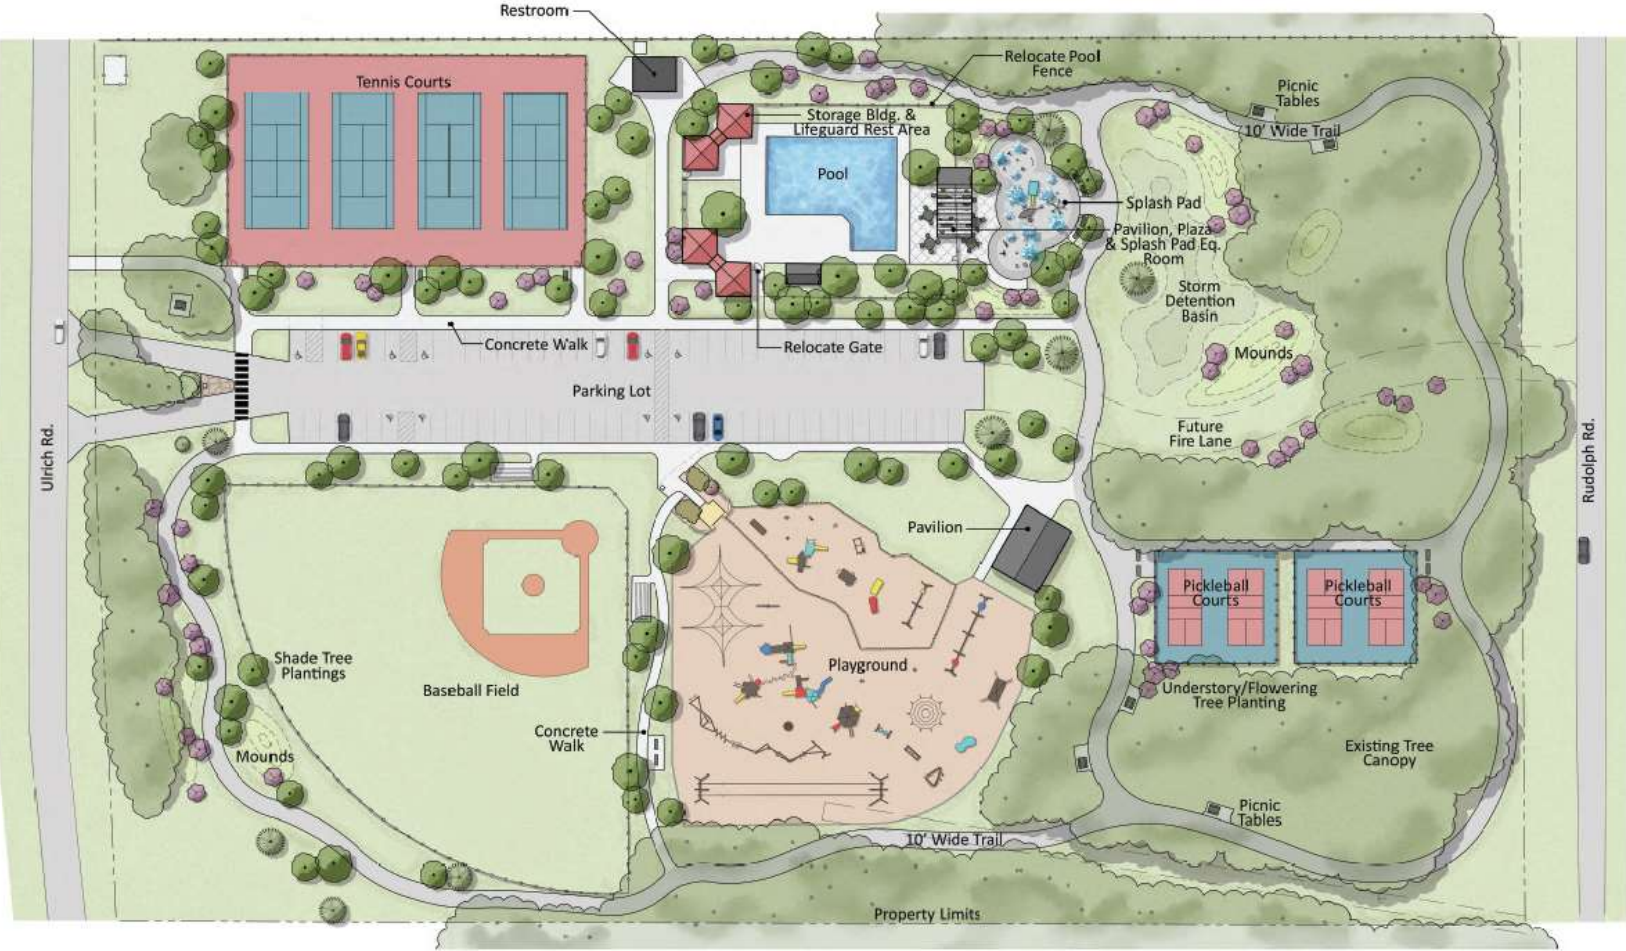 Restroom
Tennis Courts
Relocate Pool
Fence
Picnic
Tables
10' Wide Trail
Storage Bldg. &
Lifeguard Rest Area
Pool
Splash Pad
Pavilion, Plaza
& Splash Pad Eq.
Room
Storm
Detention
Basin
Concrete Walk
Relocate Gate
Mounds
Parking Lot
Future
Fire Lane
Ulrich Rd.
Rudolph Rd.
Pavilion
Pickleball
Courts
Pickleball
Courts
Shade Tree
Plantings
Baseball Field
Playground
Understory/Flowering
Tree Planting
Concrete
Walk
Mounds
Existing Tree
Canopy
Picnic
Tables
10' Wide Trail
Property Limits